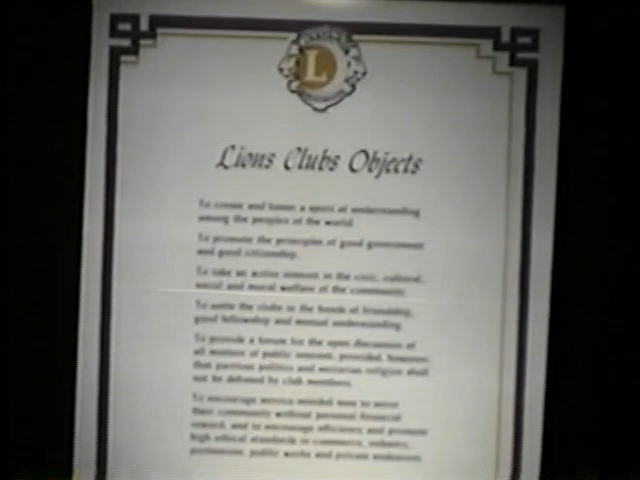 L
Lions Clubs Objects
To create and foster a spirit of understanding
among the peoples of the world.
To promote the principles of good government
and good citizenship.
To take an active interest in the civic, cultural,
social and moral welfare of the community.
To unite the clubs in the bonds of friendship,
good fellowship and mutual understanding.
To provide a forum for the open discussion of
all matters of public interest, provided, however,
that partisan politics and sectarian religion shall
not be debated by club members.
To encourage service minded men to serve
their community without personal financial
reward, and to encourage efficiency and promote
high ethical standards in commerce, industry,
professions, public works and private endeavors.